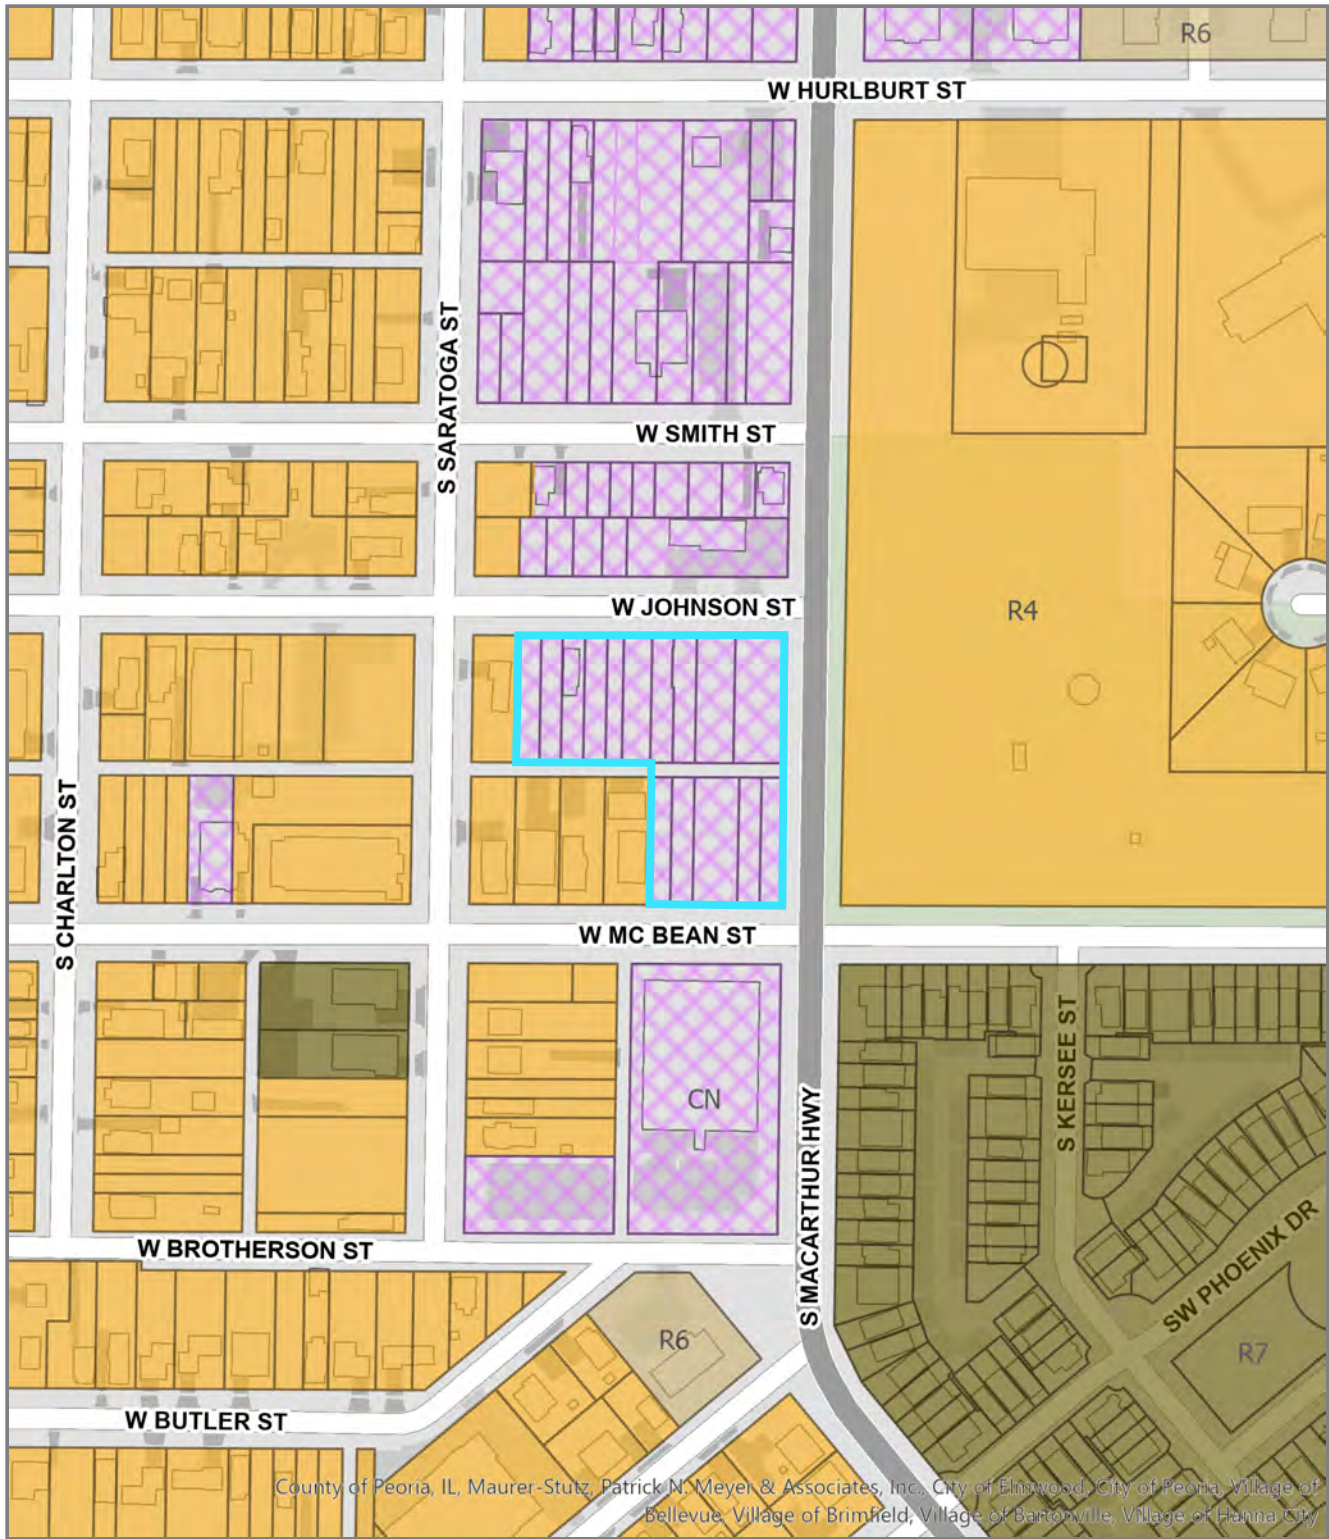 R6
W HURLBURT ST
S SARATOGA ST
W SMITH ST
W JOHNSON ST
R4
S CHARLTON ST
W MC BEAN ST
CN
S MACARTHUR HWY
S KERSEE ST
SW PHOENIX DR
W BROTHERSON ST
R6
R7
W BUTLER ST
County of Peoria, IL, Maurer-Stutz, Patrick N. Meyer & Associates, Inc., City of Elmwood, City of Peoria, Village of
Bellevue, Village of Brimfield, Village of Bartonville, Village of Hanna City